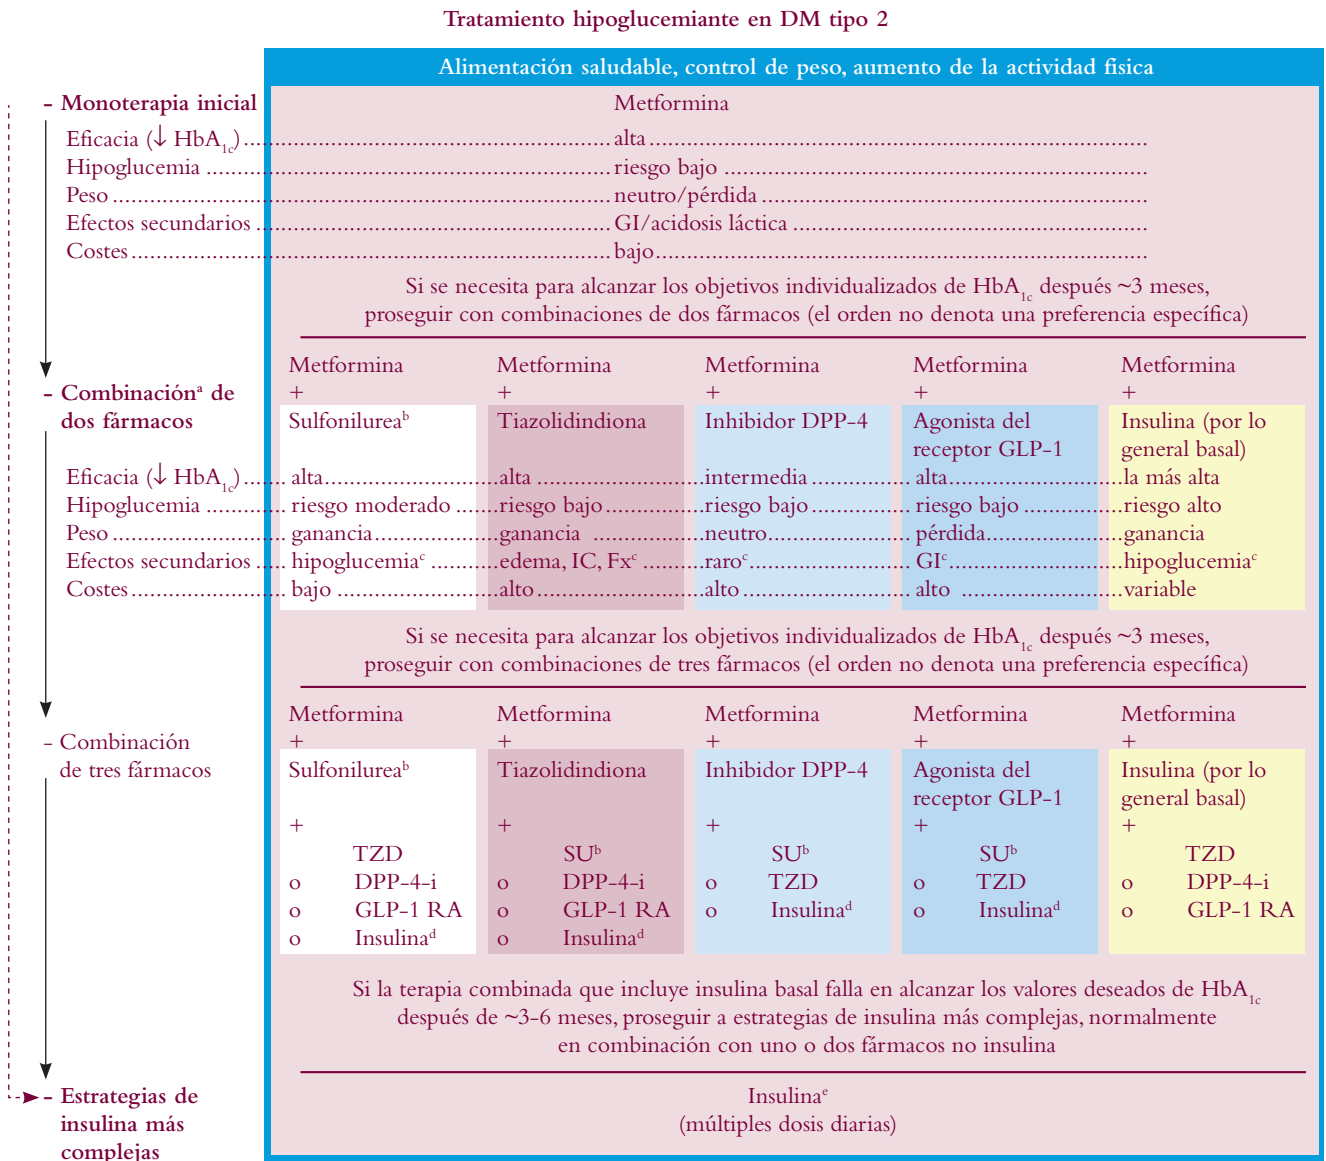 Tratamiento hipoglucemiante en DM tipo 2
Alimentación saludable, control de peso, aumento de la actividad física
- Monoterapia inicial Metformina
Eficacia (↓ HbA1c) alta
Hipoglucemia riesgo bajo
Peso neutro/pérdida
Efectos secundarios GI/acidosis láctica
Costes bajo
Si se necesita para alcanzar los objetivos individualizados de HbA1c después ~3 meses,
proseguir con combinaciones de dos fármacos (el orden no denota una preferencia específica)
Metformina Metformina Metformina Metformina Metformina
- Combinaciónª de + + + + +
dos fármacos Sulfonilureaᵇ Tiazolidindiona Inhibidor DPP-4 Agonista del Insulina (por lo
receptor GLP-1 general basal)
Eficacia (↓ HbA1c) alta alta intermedia alta la más alta
Hipoglucemia riesgo moderado riesgo bajo riesgo bajo riesgo bajo riesgo alto
Peso ganancia ganancia neutro pérdida ganancia
Efectos secundarios hipoglucemiaᶜ edema, IC, Fxᶜ raroᶜ GIᶜ hipoglucemiaᶜ
Costes bajo alto alto alto variable
Si se necesita para alcanzar los objetivos individualizados de HbA1c después ~3 meses,
proseguir con combinaciones de tres fármacos (el orden no denota una preferencia específica)
Metformina Metformina Metformina Metformina Metformina
- Combinación + + + + +
de tres fármacos Sulfonilureaᵇ Tiazolidindiona Inhibidor DPP-4 Agonista del Insulina (por lo
receptor GLP-1 general basal)
+ + + + +
TZD SUᵇ SUᵇ SUᵇ TZD
o DPP-4-i o DPP-4-i o TZD o TZD o DPP-4-i
o GLP-1 RA o GLP-1 RA o Insulinaᵈ o Insulinaᵈ o GLP-1 RA
o Insulinaᵈ o Insulinaᵈ
Si la terapia combinada que incluye insulina basal falla en alcanzar los valores deseados de HbA1c
después de ~3-6 meses, proseguir a estrategias de insulina más complejas, normalmente
en combinación con uno o dos fármacos no insulina
- Estrategias de Insulinaᵉ
insulina más (múltiples dosis diarias)
complejas